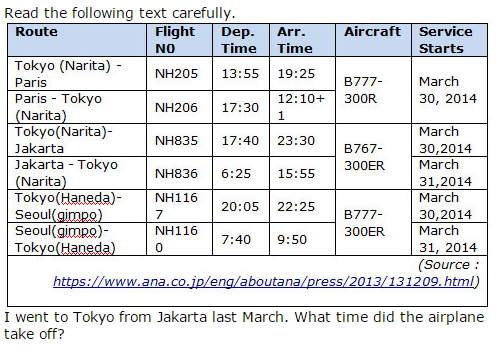 Read the following text carefully.
Route Flight N0 Dep. Time Arr. Time Aircraft Service Starts
Tokyo (Narita) - Paris NH205 13:55 19:25 B777-300R March 30, 2014
Paris - Tokyo (Narita) NH206 17:30 12:10+1
Tokyo(Narita)-Jakarta NH835 17:40 23:30 B767-300ER March 30,2014
Jakarta - Tokyo (Narita) NH836 6:25 15:55 March 31,2014
Tokyo(Haneda)-Seoul(gimpo) NH1167 20:05 22:25 B777-300ER March 30,2014
Seoul(gimpo)-Tokyo(Haneda) NH1160 7:40 9:50 March 31, 2014
(Source :
https://www.ana.co.jp/eng/aboutana/press/2013/131209.html)
I went to Tokyo from Jakarta last March. What time did the airplane
take off?